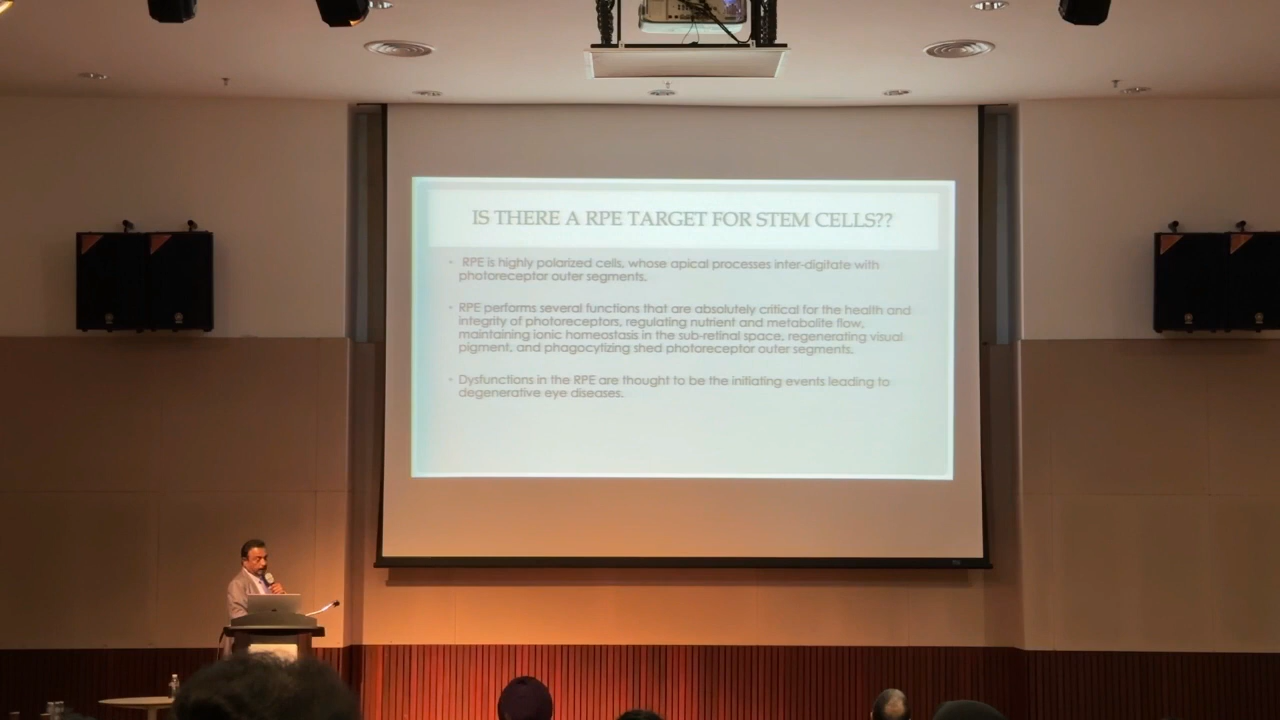 IS THERE A RPE TARGET FOR STEM CELLS??
• RPE is highly polarized cells, whose apical processes inter-digitate with
photoreceptor outer segments.
• RPE performs several functions that are absolutely critical for the health and
integrity of photoreceptors, regulating nutrient and metabolite flow,
maintaining ionic homeostasis in the sub-retinal space, regenerating visual
pigment, and phagocytizing shed photoreceptor outer segments.
• Dysfunctions in the RPE are thought to be the initiating events leading to
degenerative eye diseases.